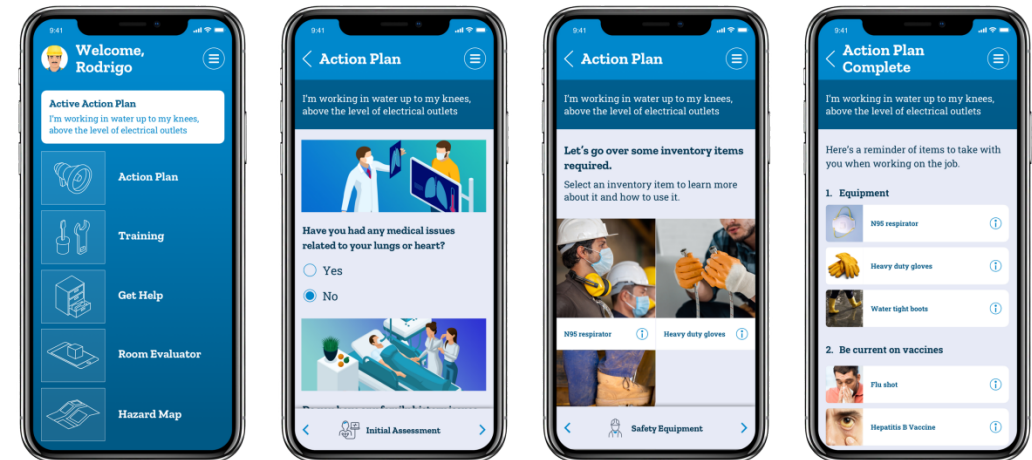 9:41
Welcome,
Rodrigo
Active Action Plan
I'm working in water up to my knees,
above the level of electrical outlets
Action Plan
Training
Get Help
Room Evaluator
Hazard Map
9:41
Action Plan
I'm working in water up to my knees,
above the level of electrical outlets
Have you had any medical issues
related to your lungs or heart?
Yes
No
Initial Assessment
9:41
Action Plan
I'm working in water up to my knees,
above the level of electrical outlets
Let's go over some inventory items
required.
Select an inventory item to learn more
about it and how to use it.
N95 respirator
Heavy duty gloves
Safety Equipment
9:41
Action Plan
Complete
I'm working in water up to my knees,
above the level of electrical outlets
Here's a reminder of items to take with
you when working on the job.
1. Equipment
N95 respirator
Heavy duty gloves
Water tight boots
2. Be current on vaccines
Flu shot
Hepatitis B Vaccine